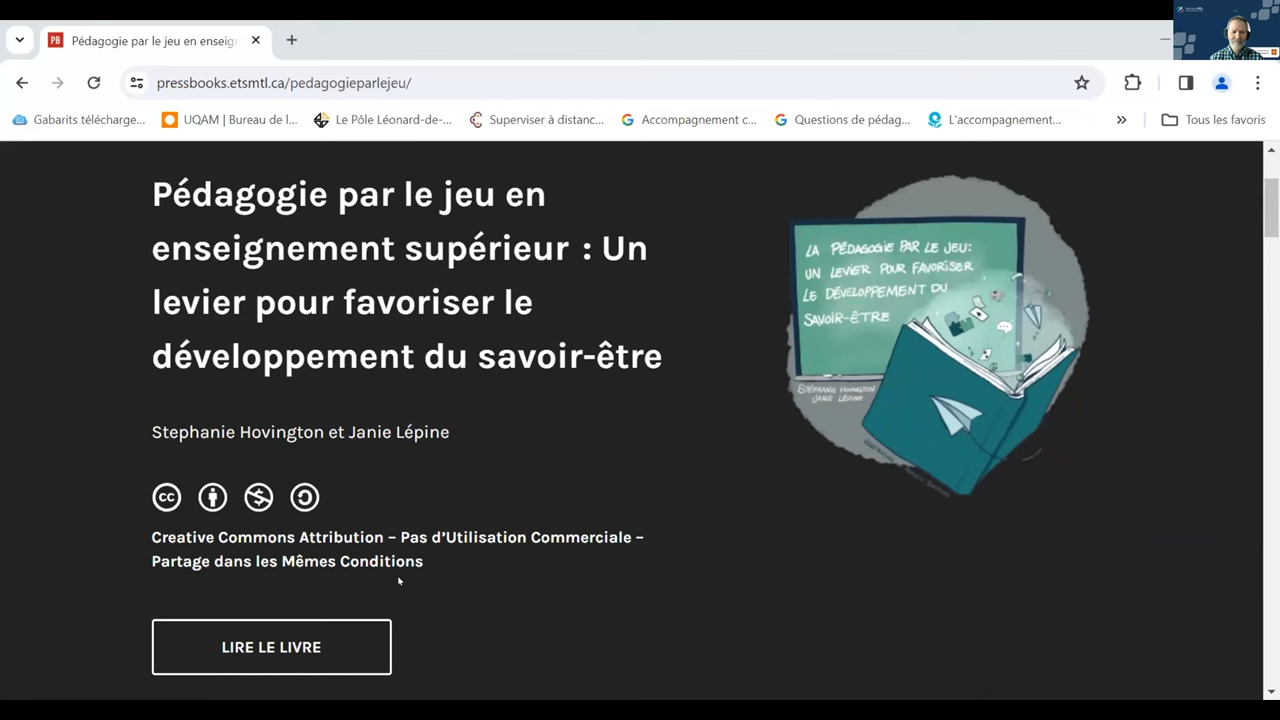 Pédagogie par le jeu en enseig
pressbooks.etsmtl.ca/pedagogieparlejeu/
Gabarits télécharge...
UQAM | Bureau de l...
Le Pôle Léonard-de-...
Superviser à distanc...
Accompagnement c...
Questions de pédag...
L'accompagnement...
Tous les favoris
Pédagogie par le jeu en
enseignement supérieur : Un
levier pour favoriser le
développement du savoir-être
Stephanie Hovington et Janie Lépine
Creative Commons Attribution – Pas d'Utilisation Commerciale –
Partage dans les Mêmes Conditions
LIRE LE LIVRE
LA PÉDAGOGIE PAR LE JEU:
UN LEVIER POUR FAVORISER
LE DÉVELOPPEMENT DU
SAVOIR-ÊTRE
STÉPHANIE HOVINGTON
JANIE LÉPINE